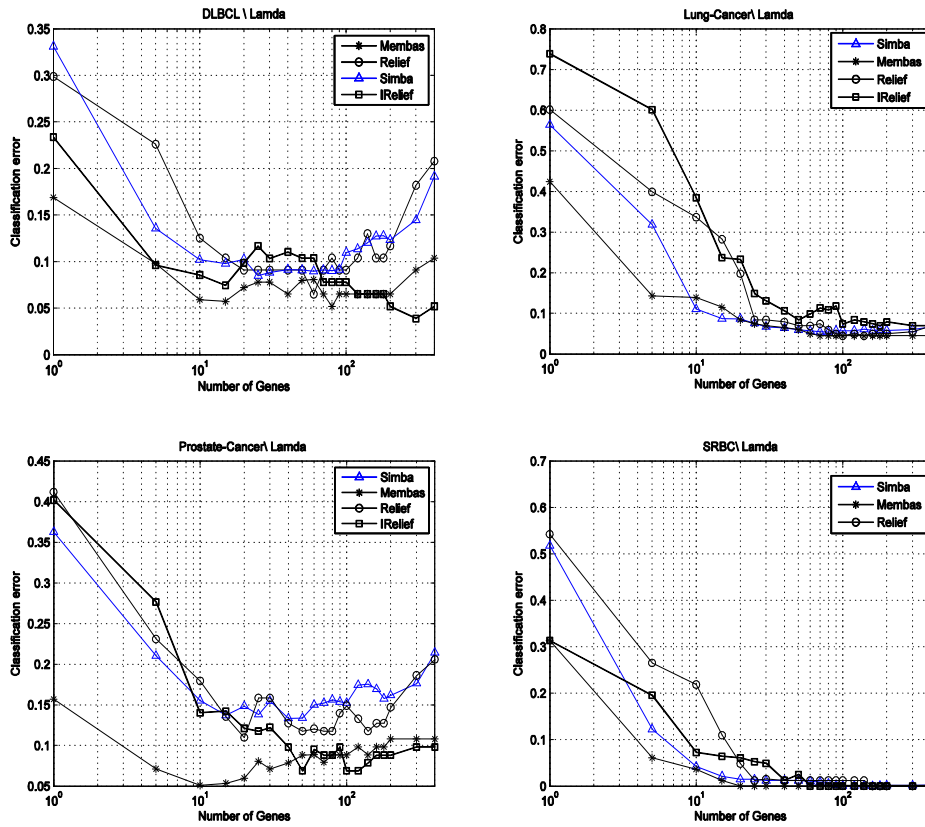 DLBCL \ Lamda
0.35
0.3
0.25
0.2
0.15
0.1
0.05
0
Classification error
Membas
Relief
Simba
IRelief
10^0
10^1
10^2
Number of Genes
Lung-Cancer\ Lamda
0.8
0.7
0.6
0.5
0.4
0.3
0.2
0.1
0
Classification error
Simba
Membas
Relief
IRelief
10^0
10^1
10^2
Number of Genes
Prostate-Cancer\ Lamda
0.45
0.4
0.35
0.3
0.25
0.2
0.15
0.1
0.05
Classification error
Simba
Membas
Relief
IRelief
10^0
10^1
10^2
Number of Genes
SRBC\ Lamda
0.7
0.6
0.5
0.4
0.3
0.2
0.1
0
Classification error
Simba
Membas
Relief
10^0
10^1
10^2
Number of Genes